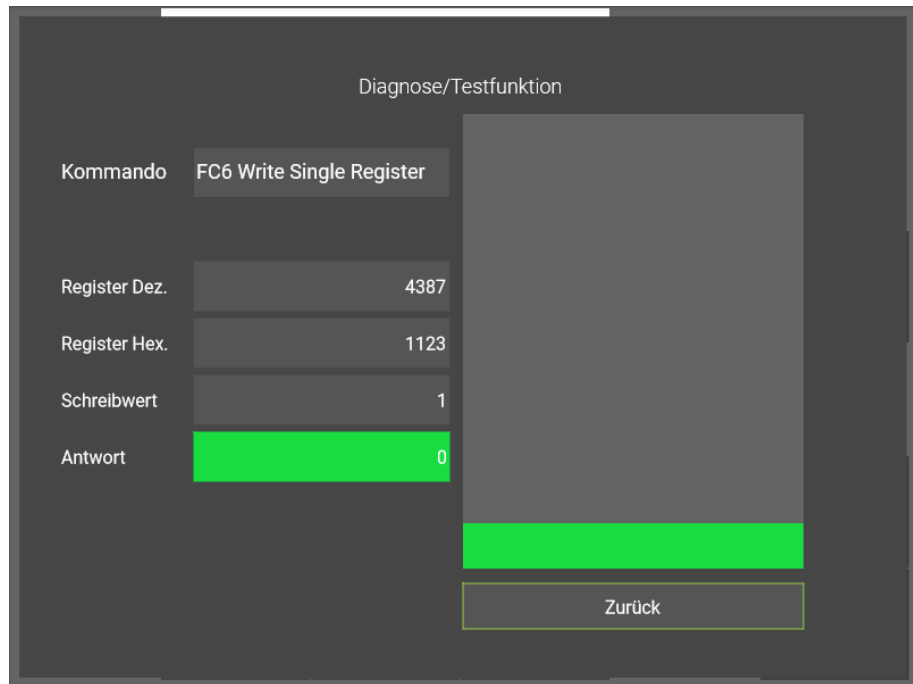 Diagnose/Testfunktion
Kommando FC6 Write Single Register
Register Dez. 4387
Register Hex. 1123
Schreibwert 1
Antwort 0
Zurück